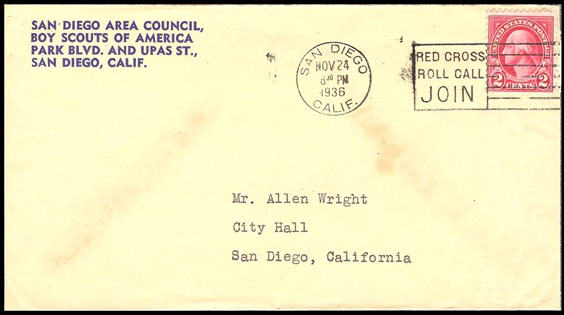 SAN DIEGO AREA COUNCIL,
BOY SCOUTS OF AMERICA
PARK BLVD. AND UPAS ST.,
SAN DIEGO, CALIF.
SAN DIEGO
NOV 24
8 30 PM
1936
CALIF.
RED CROSS
ROLL CALL
JOIN
UNITED STATES POSTAGE
2 CENTS 2
Mr. Allen Wright
City Hall
San Diego, California